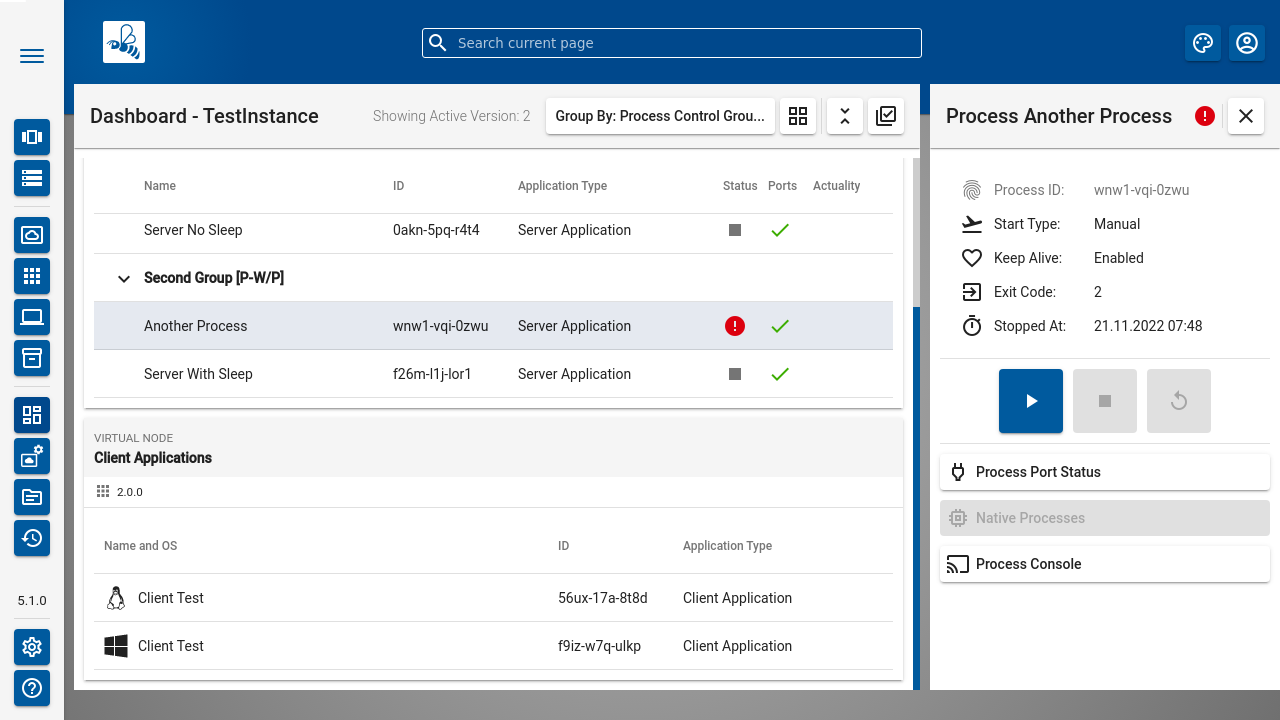 Search current page
Dashboard - TestInstance
Showing Active Version: 2
Group By: Process Control Grou...
Process Another Process
Name ID Application Type Status Ports Actuality
Server No Sleep 0akn-5pq-r4t4 Server Application
Second Group [P-W/P]
Another Process wnw1-vqi-0zwu Server Application
Server With Sleep f26m-l1j-lor1 Server Application
VIRTUAL NODE
Client Applications
2.0.0
Name and OS ID Application Type
Client Test 56ux-17a-8t8d Client Application
Client Test f9iz-w7q-ulkp Client Application
Process ID: wnw1-vqi-0zwu
Start Type: Manual
Keep Alive: Enabled
Exit Code: 2
Stopped At: 21.11.2022 07:48
Process Port Status
Native Processes
Process Console
5.1.0